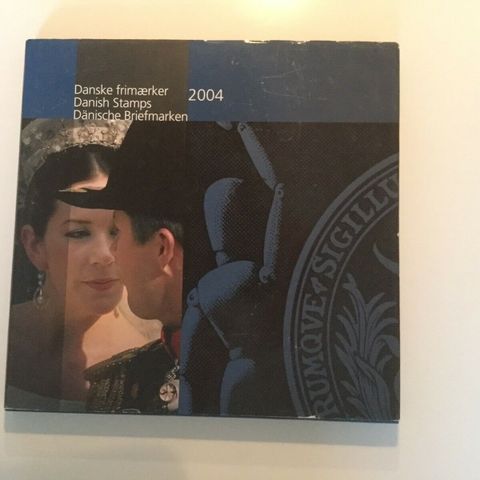 Danske frimærker
Danish Stamps
Dänische Briefmarken
2004
RUMQVE SIGILLU